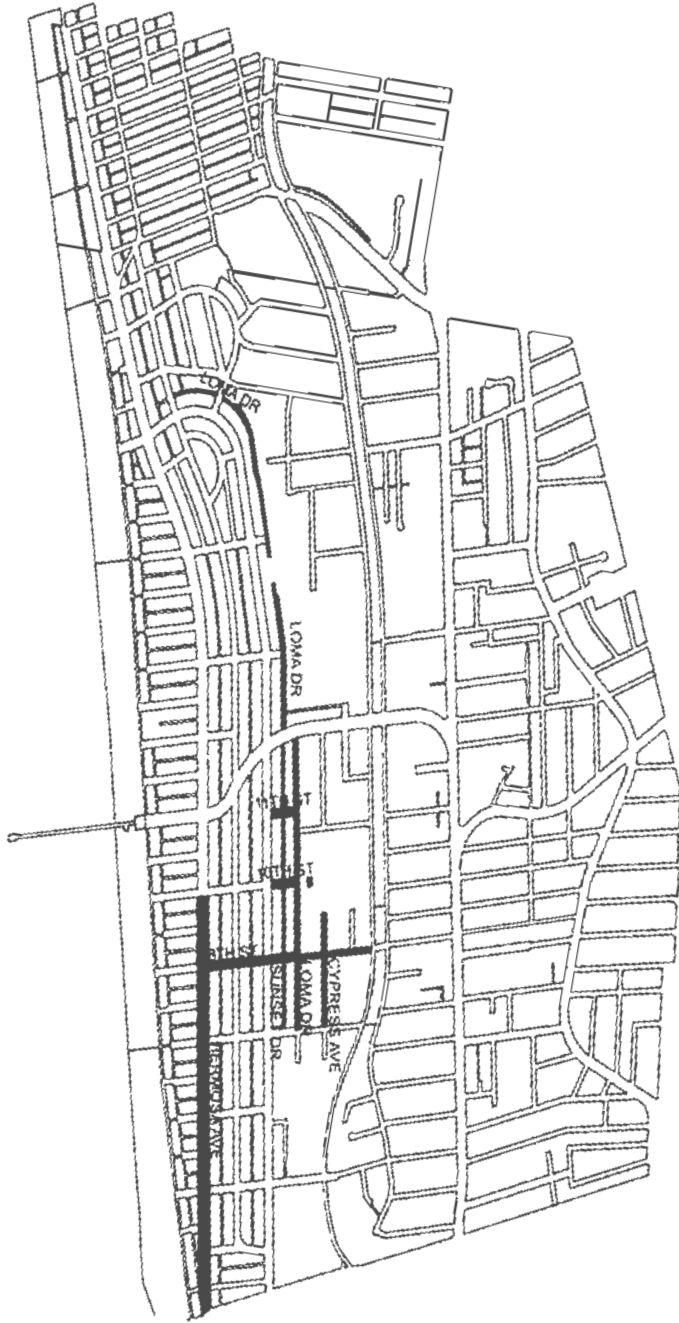 LOMA DR
LOMA DR
11TH ST
10TH ST
8TH ST
SUNSET DR
LOMA DR
CYPRESS AVE
HERMOSA AVE